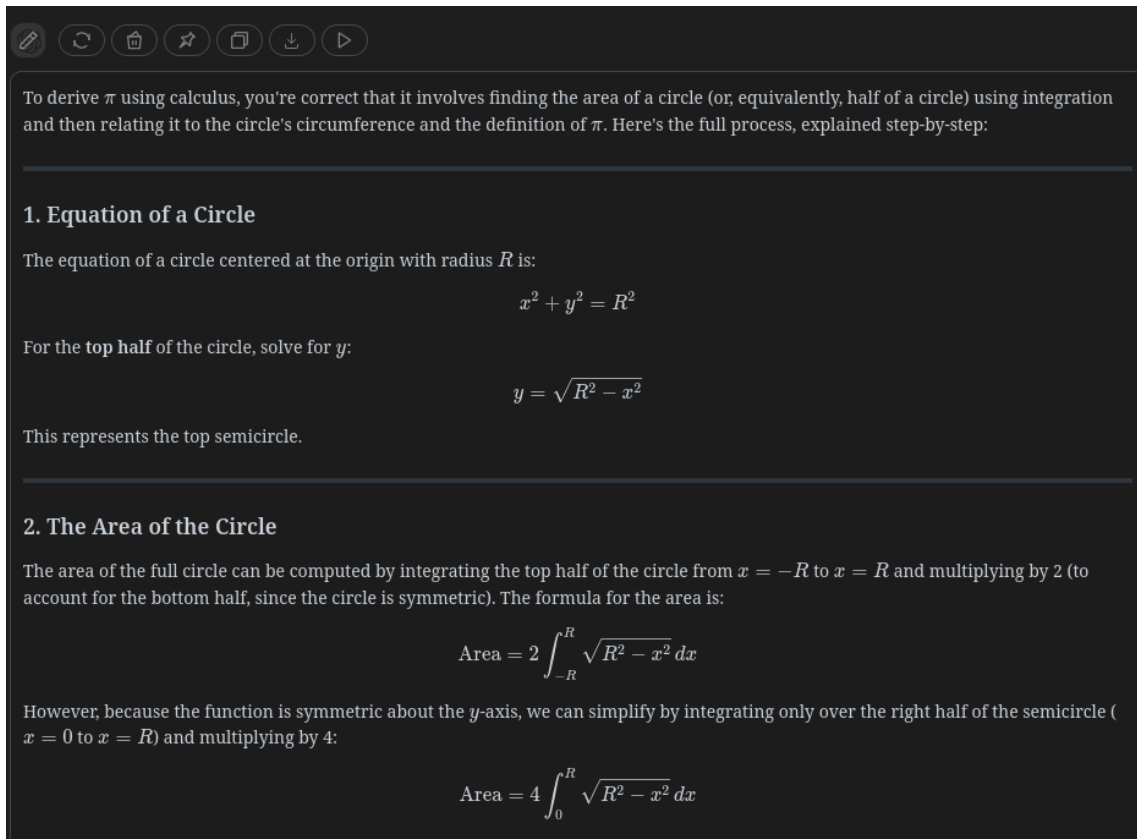 To derive π using calculus, you're correct that it involves finding the area of a circle (or, equivalently, half of a circle) using integration
and then relating it to the circle's circumference and the definition of π. Here's the full process, explained step-by-step:
1. Equation of a Circle
The equation of a circle centered at the origin with radius R is:
x² + y² = R²
For the top half of the circle, solve for y:
y = √(R² − x²)
This represents the top semicircle.
2. The Area of the Circle
The area of the full circle can be computed by integrating the top half of the circle from x = −R to x = R and multiplying by 2 (to
account for the bottom half, since the circle is symmetric). The formula for the area is:
Area = 2 ∫_{−R}^{R} √(R² − x²) dx
However, because the function is symmetric about the y-axis, we can simplify by integrating only over the right half of the semicircle (
x = 0 to x = R) and multiplying by 4:
Area = 4 ∫_{0}^{R} √(R² − x²) dx